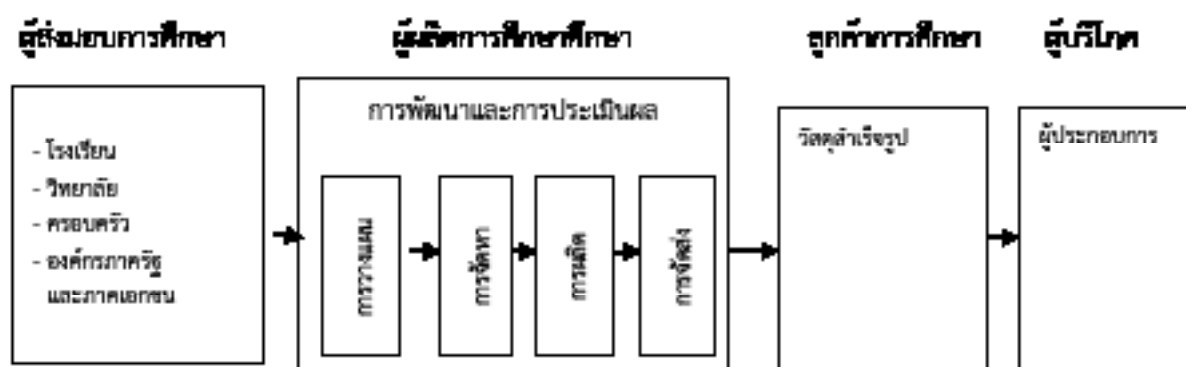 ผู้ส่งมอบการศึกษา
ผู้ผลิตการศึกษาศึกษา
ลูกค้าการศึกษา
ผู้บริโภค
- โรงเรียน
- วิทยาลัย
- ครอบครัว
- องค์กรภาครัฐ
และภาคเอกชน
การพัฒนาและการประเมินผล
การวางแผน
การจัดหา
การผลิต
การจัดส่ง
วัสดุสำเร็จรูป
ผู้ประกอบการ